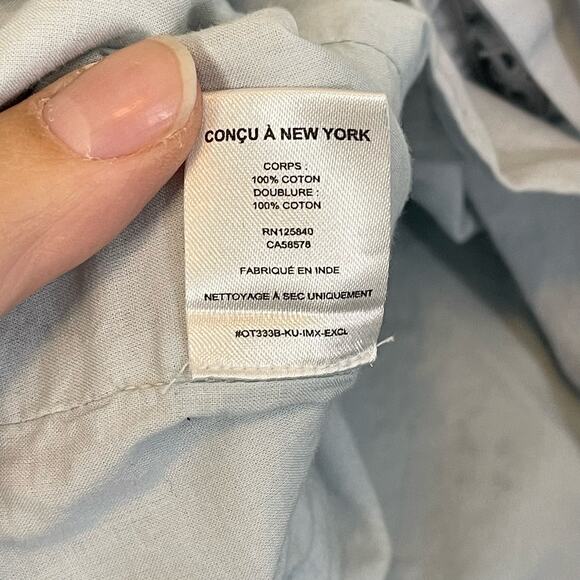 CONÇU À NEW YORK
CORPS :
100% COTON
DOUBLURE :
100% COTON
RN125840
CA58578
FABRIQUÉ EN INDE
NETTOYAGE À SEC UNIQUEMENT
#OT333B-KU-IMX-EXCL